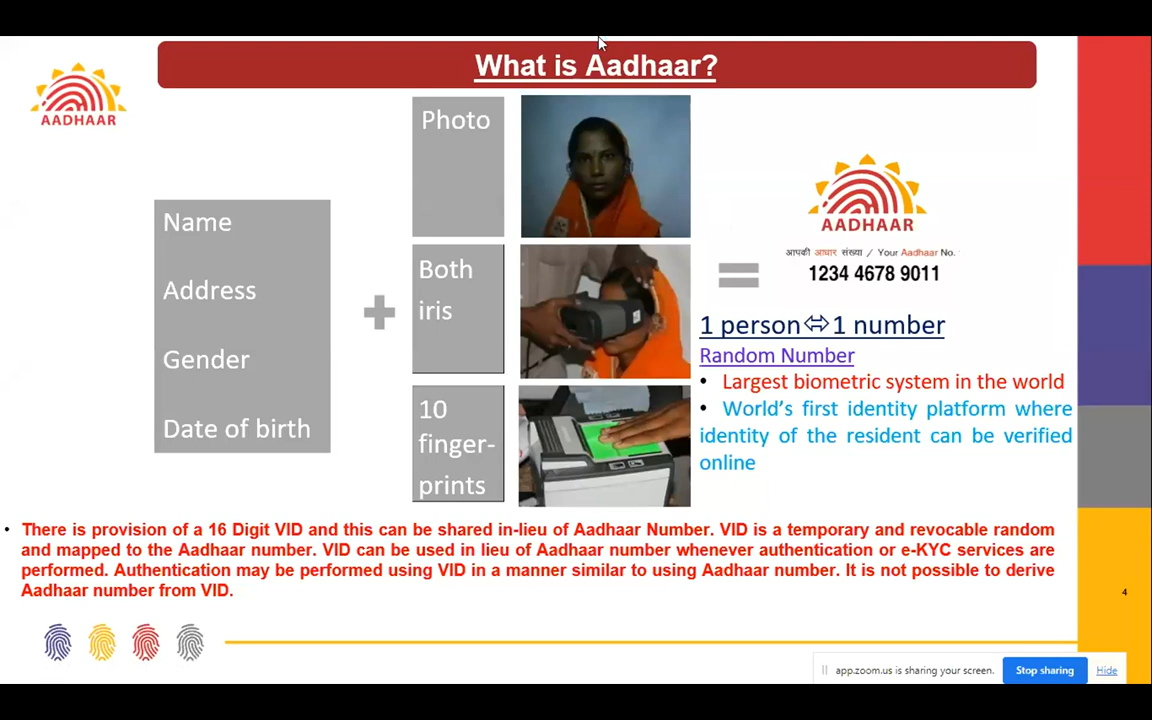 What is Aadhaar?
AADHAAR
Name
Address
Gender
Date of birth
Photo
Both
iris
10
finger-
prints
AADHAAR
आपकी आधार संख्या / Your Aadhaar No.
1234 4678 9011
1 person⇔1 number
Random Number
• Largest biometric system in the world
• World's first identity platform where
identity of the resident can be verified
online
• There is provision of a 16 Digit VID and this can be shared in-lieu of Aadhaar Number. VID is a temporary and revocable random
and mapped to the Aadhaar number. VID can be used in lieu of Aadhaar number whenever authentication or e-KYC services are
performed. Authentication may be performed using VID in a manner similar to using Aadhaar number. It is not possible to derive
Aadhaar number from VID.
4
app.zoom.us is sharing your screen.
Stop sharing
Hide